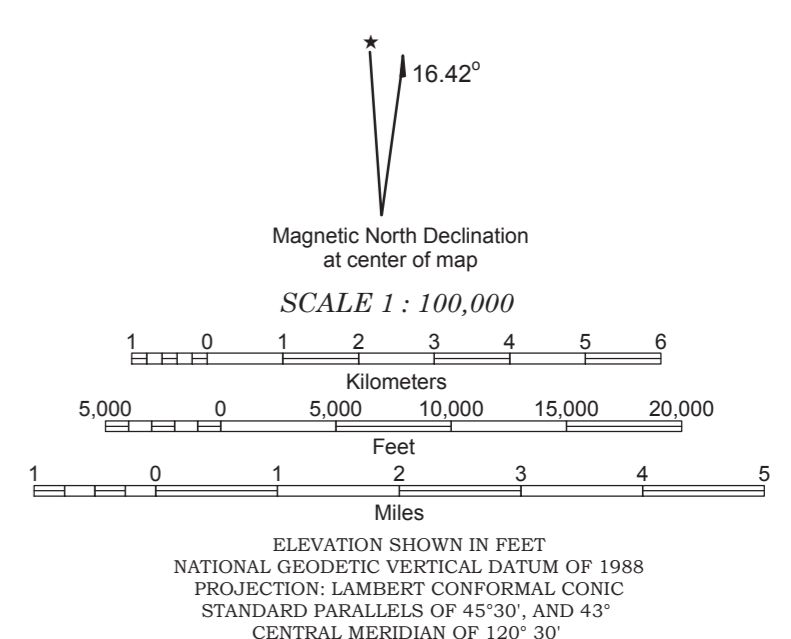 ★
16.42°
Magnetic North Declination
at center of map
SCALE 1 : 100,000
1 0 1 2 3 4 5 6
Kilometers
5,000 0 5,000 10,000 15,000 20,000
Feet
1 0 1 2 3 4 5
Miles
ELEVATION SHOWN IN FEET
NATIONAL GEODETIC VERTICAL DATUM OF 1988
PROJECTION: LAMBERT CONFORMAL CONIC
STANDARD PARALLELS OF 45°30', AND 43°
CENTRAL MERIDIAN OF 120° 30'